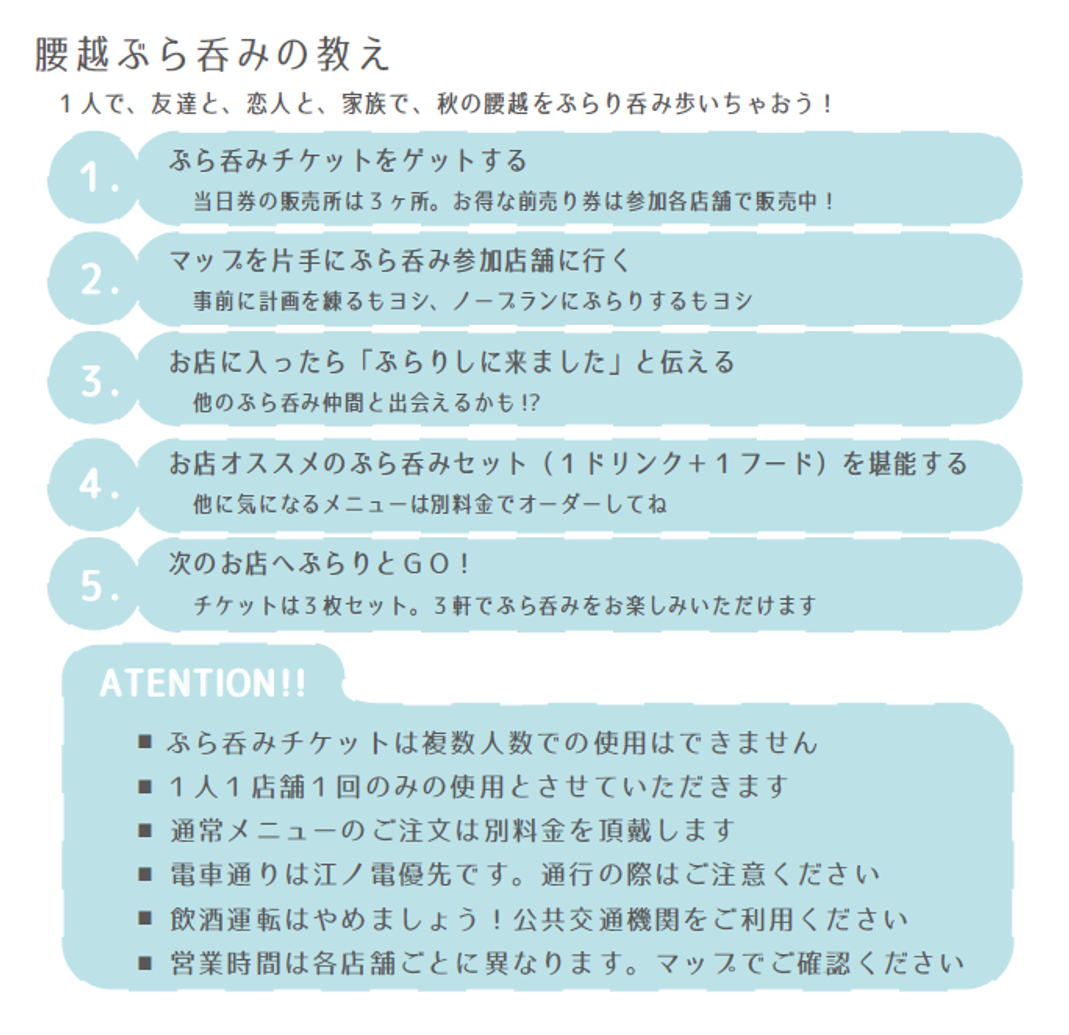 腰越ぶら呑みの教え
1人で、友達と、恋人と、家族で、秋の腰越をぶらり呑み歩いちゃおう！
1.
ぶら呑みチケットをゲットする
当日券の販売所は３ヶ所。お得な前売り券は参加各店舗で販売中！
2.
マップを片手にぶら呑み参加店舗に行く
事前に計画を練るもヨシ、ノープランにぶらりするもヨシ
3.
お店に入ったら「ぶらりしに来ました」と伝える
他のぶら呑み仲間と出会えるかも!?
4.
お店オススメのぶら呑みセット（１ドリンク＋１フード）を堪能する
他に気になるメニューは別料金でオーダーしてね
5.
次のお店へぶらりとＧＯ！
チケットは３枚セット。３軒でぶら呑みをお楽しみいただけます
ATENTION!!
■ ぶら呑みチケットは複数人数での使用はできません
■ １人１店舗１回のみの使用とさせていただきます
■ 通常メニューのご注文は別料金を頂戴します
■ 電車通りは江ノ電優先です。通行の際はご注意ください
■ 飲酒運転はやめましょう！公共交通機関をご利用ください
■ 営業時間は各店舗ごとに異なります。マップでご確認ください